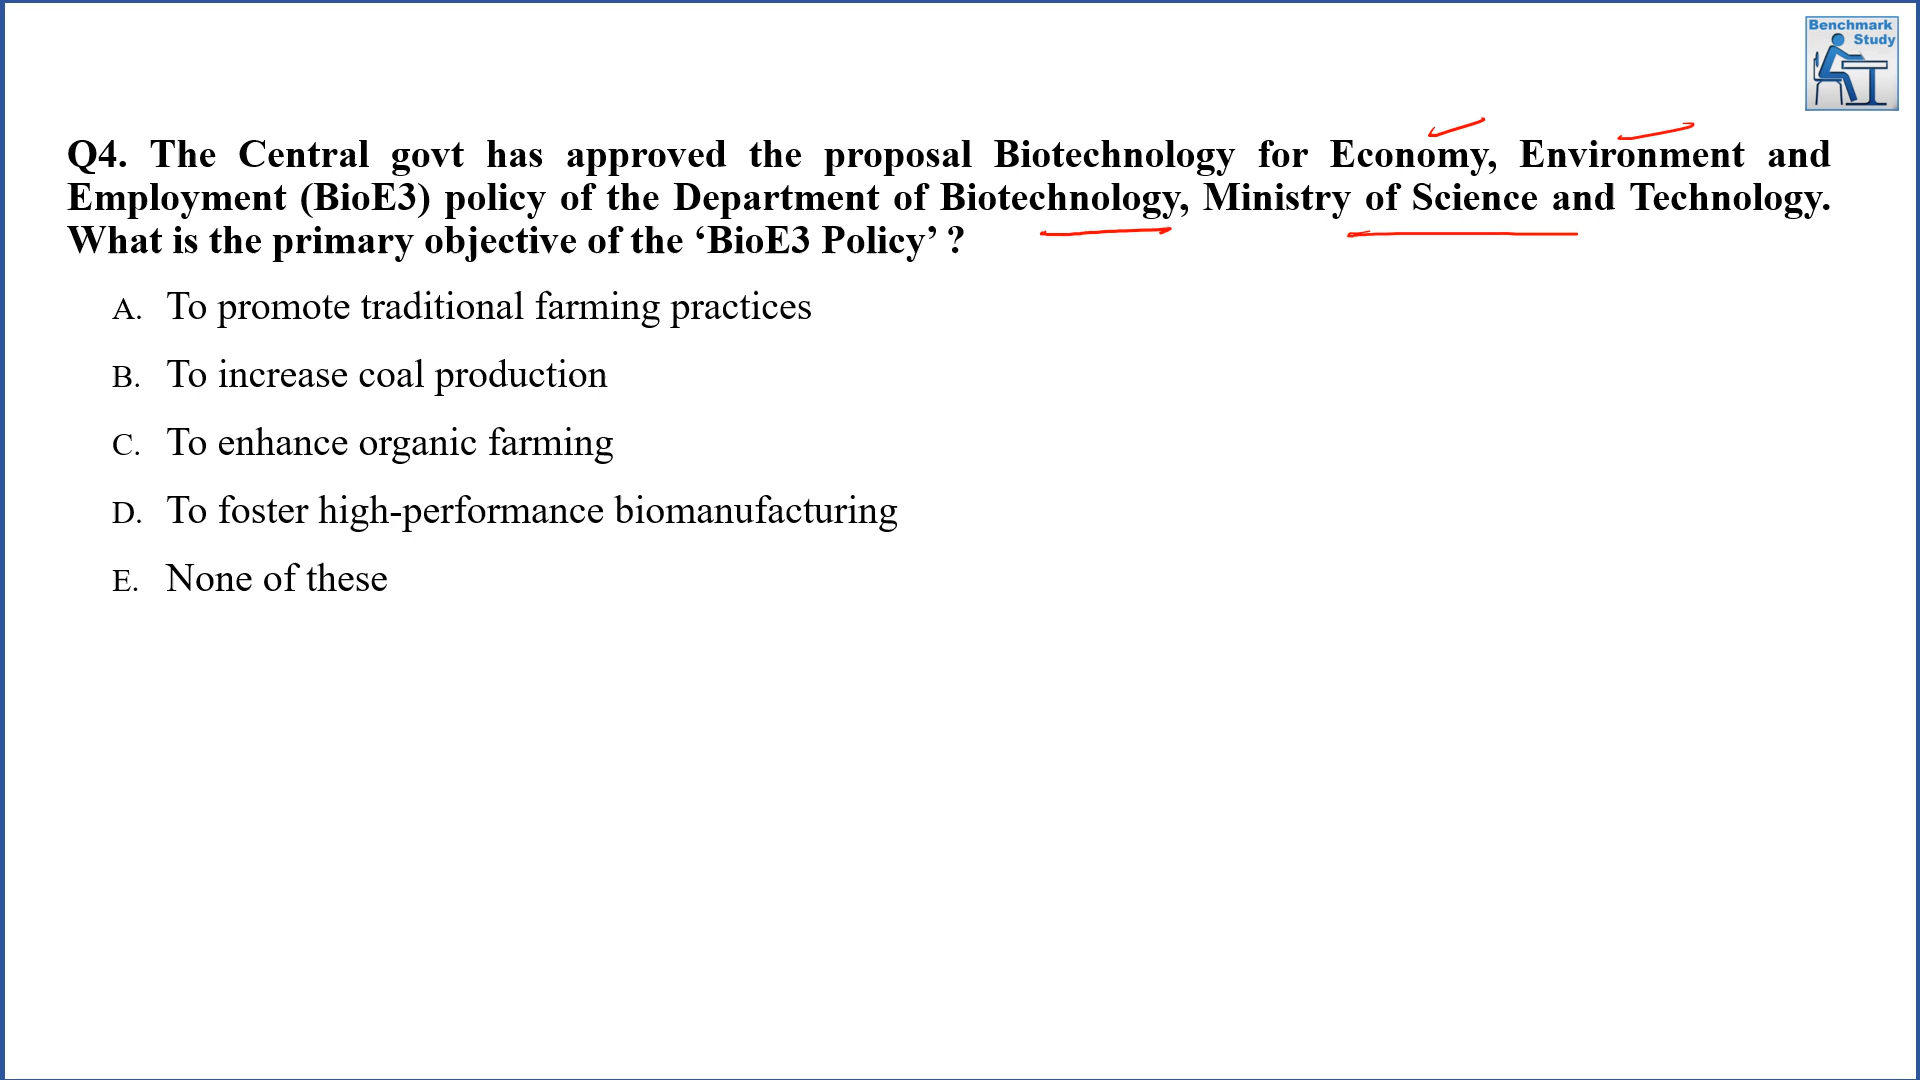 Benchmark
Study
Q4. The Central govt has approved the proposal Biotechnology for Economy, Environment and
Employment (BioE3) policy of the Department of Biotechnology, Ministry of Science and Technology.
What is the primary objective of the ‘BioE3 Policy’ ?
A. To promote traditional farming practices
B. To increase coal production
C. To enhance organic farming
D. To foster high-performance biomanufacturing
E. None of these